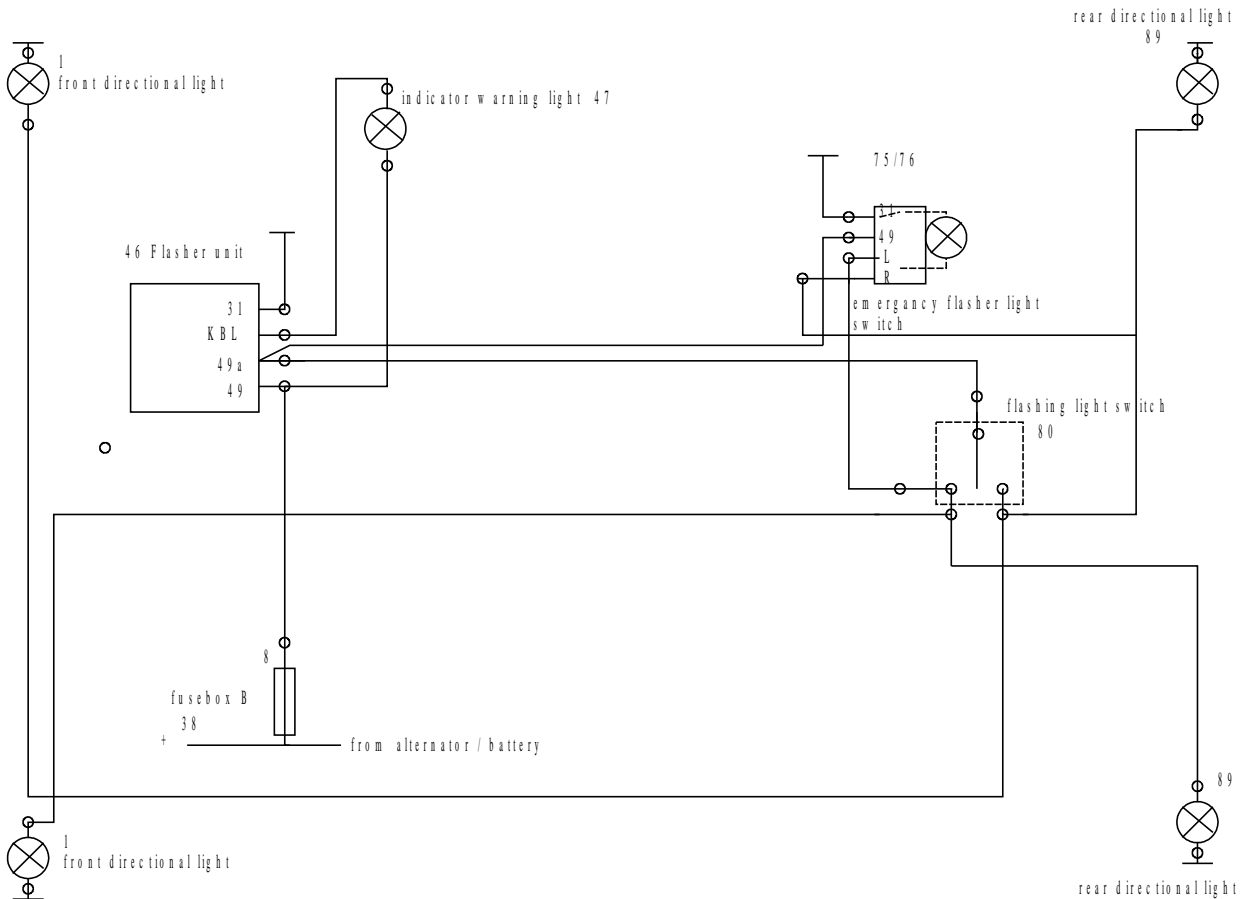 rear directional light
89
1
front directional light
indicator warning light 47
75/76
31
49
L
R
46 Flasher unit
31
KBL
49a
49
emergancy flasher light
switch
flashing light switch
80
8
fusebox B
38
+
from alternator / battery
89
1
front directional light
rear directional light